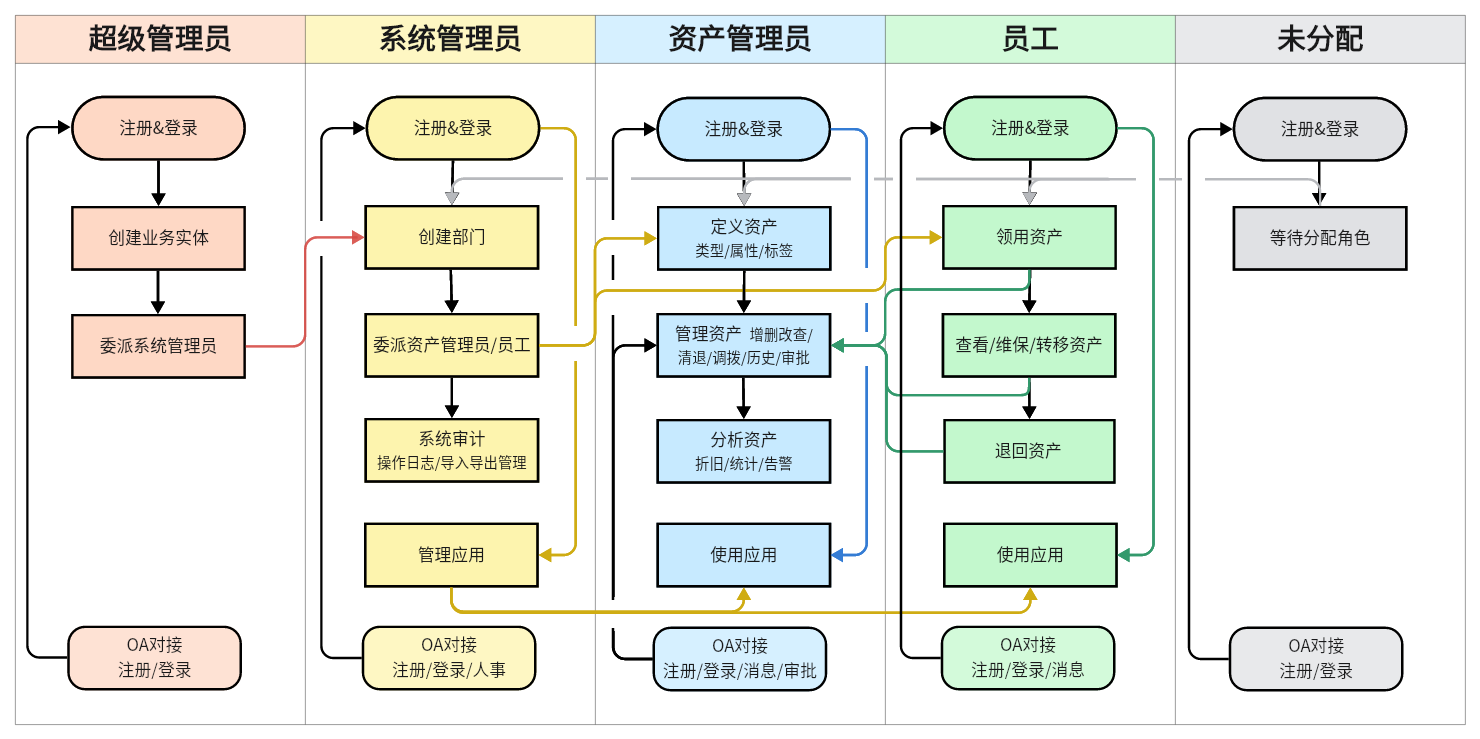 超级管理员
系统管理员
资产管理员
员工
未分配
注册&登录
注册&登录
注册&登录
注册&登录
注册&登录
创建业务实体
创建部门
定义资产
类型/属性/标签
领用资产
等待分配角色
委派系统管理员
委派资产管理员/员工
管理资产 增删改查/
清退/调拨/历史/审批
查看/维保/转移资产
系统审计
操作日志/导入导出管理
分析资产
折旧/统计/告警
退回资产
管理应用
使用应用
使用应用
OA对接
注册/登录
OA对接
注册/登录/人事
OA对接
注册/登录/消息/审批
OA对接
注册/登录/消息
OA对接
注册/登录